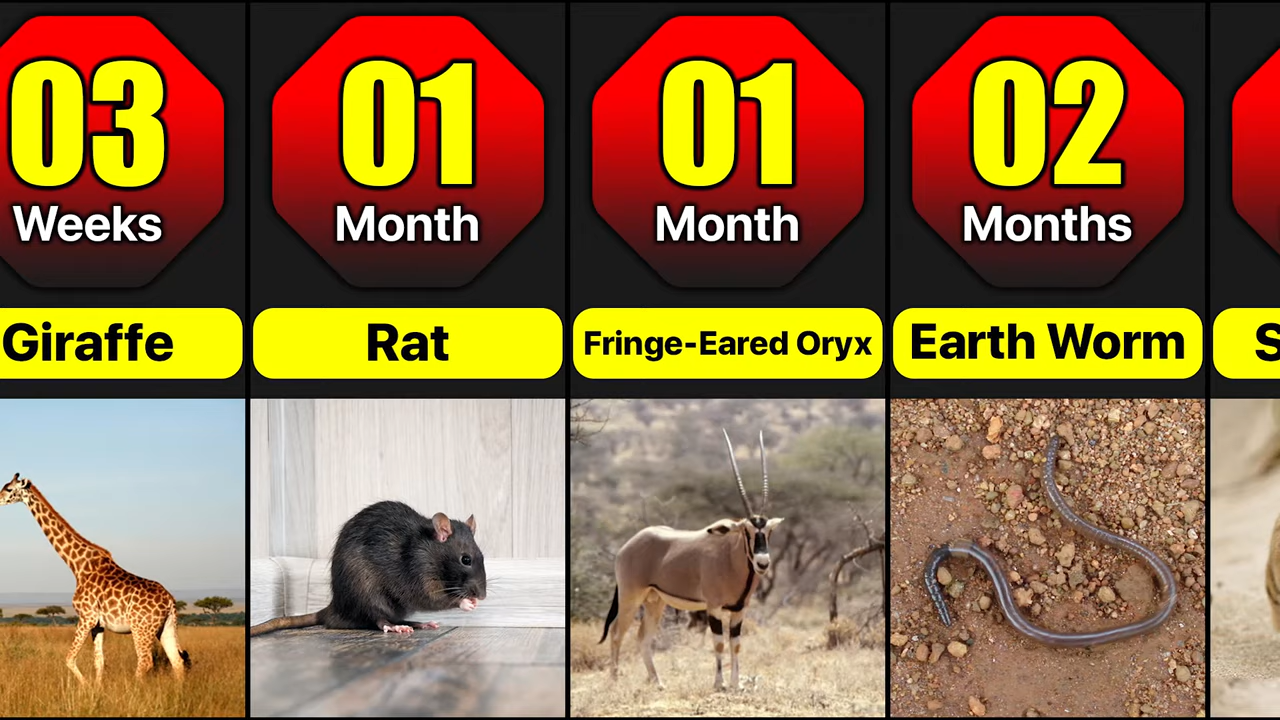 03
Weeks
Giraffe
01
Month
Rat
01
Month
Fringe-Eared Oryx
02
Months
Earth Worm
S